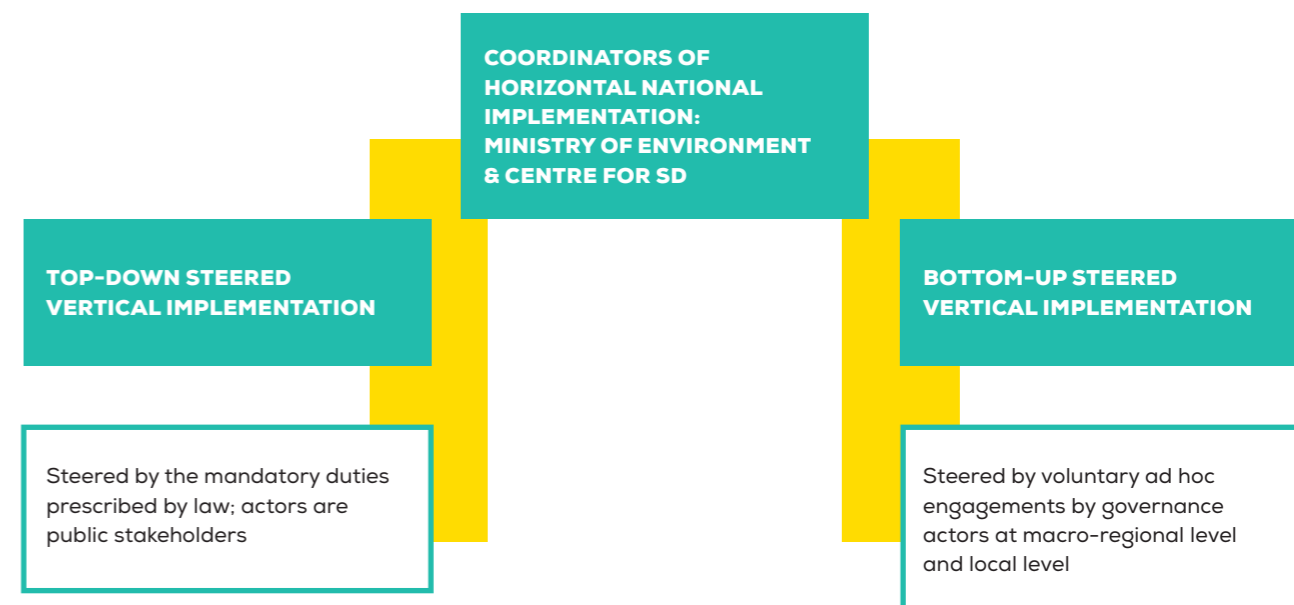 COORDINATORS OF
HORIZONTAL NATIONAL
IMPLEMENTATION:
MINISTRY OF ENVIRONMENT
& CENTRE FOR SD
TOP-DOWN STEERED
VERTICAL IMPLEMENTATION
BOTTOM-UP STEERED
VERTICAL IMPLEMENTATION
Steered by the mandatory duties
prescribed by law; actors are
public stakeholders
Steered by voluntary ad hoc
engagements by governance
actors at macro-regional level
and local level